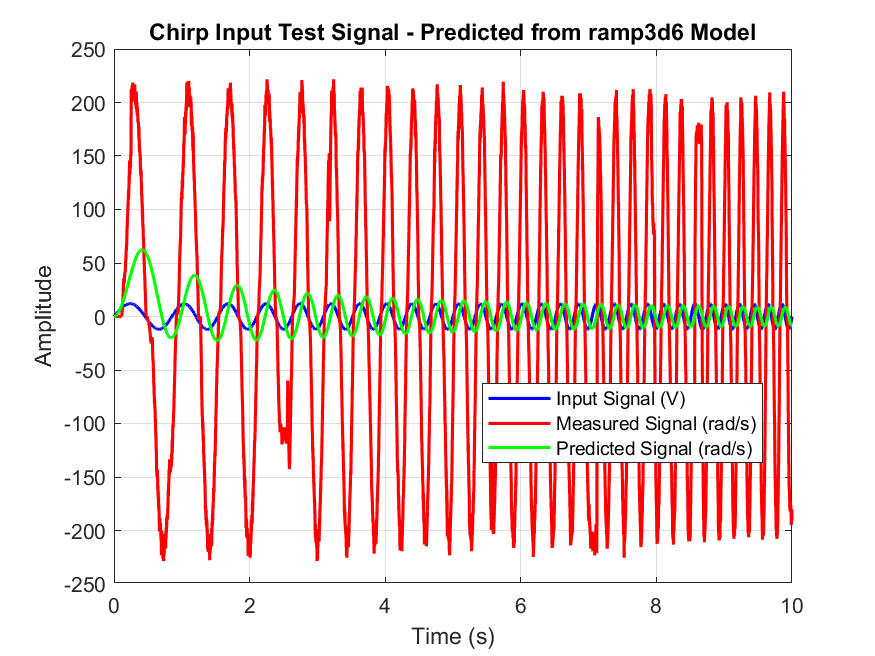 Chirp Input Test Signal - Predicted from ramp3d6 Model
250
200
150
100
50
0
-50
-100
-150
-200
-250
Amplitude
Input Signal (V)
Measured Signal (rad/s)
Predicted Signal (rad/s)
0 2 4 6 8 10
Time (s)